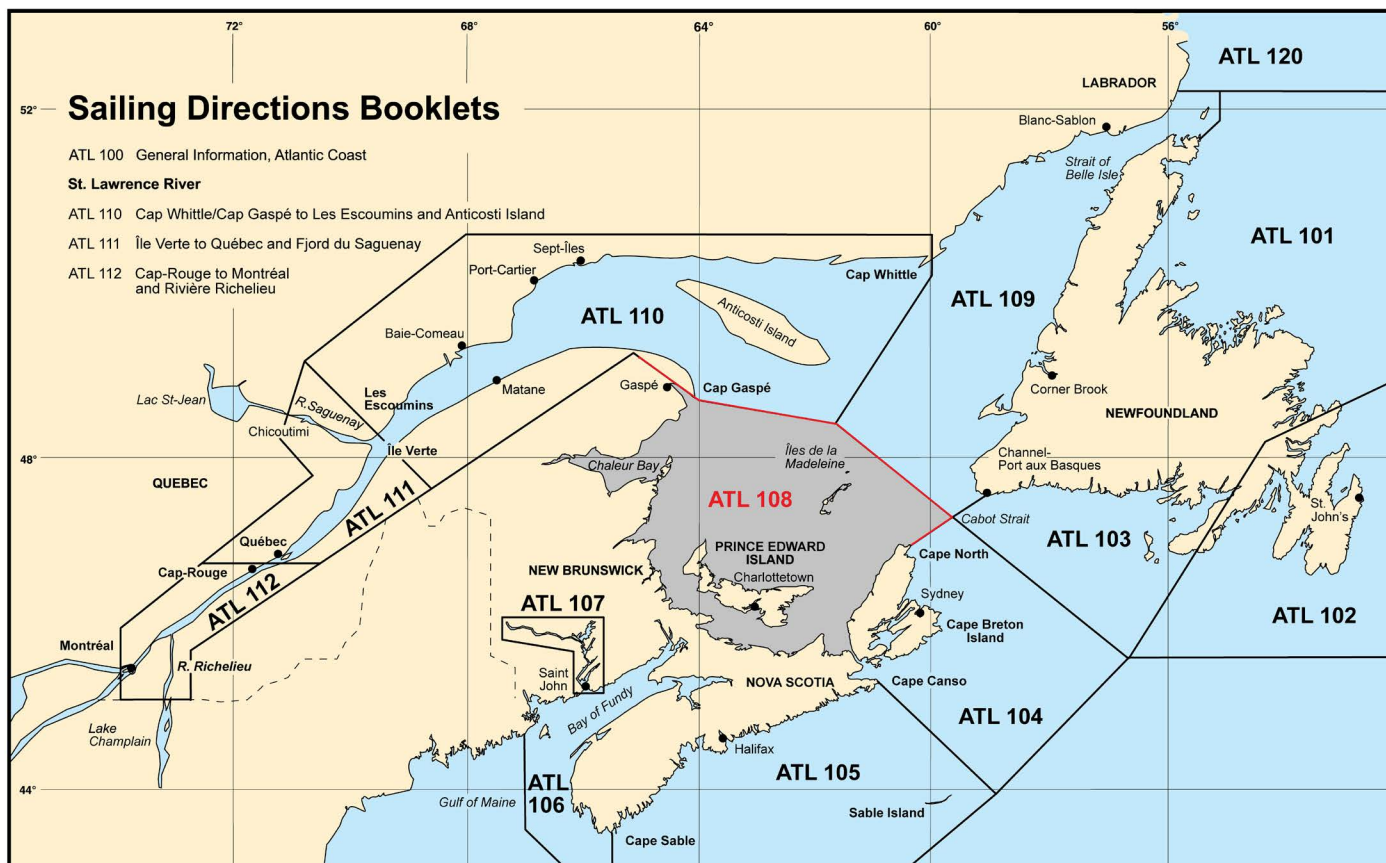 72°
68°
64°
60°
56°
ATL 120
LABRADOR
52°
Sailing Directions Booklets
Blanc-Sablon
ATL 100 General Information, Atlantic Coast
Strait of
Belle Isle
St. Lawrence River
ATL 110 Cap Whittle/Cap Gaspé to Les Escoumins and Anticosti Island
ATL 101
ATL 111 Île Verte to Québec and Fjord du Saguenay
Sept-Îles
ATL 112 Cap-Rouge to Montréal
and Rivière Richelieu
Port-Cartier
Cap Whittle
ATL 109
ATL 110
Anticosti Island
Baie-Comeau
Matane
Gaspé
Cap Gaspé
Corner Brook
Lac St-Jean
R.Saguenay
Les
Escoumins
NEWFOUNDLAND
Chicoutimi
Île Verte
48°
Chaleur Bay
Îles de la
Madeleine
Channel-
Port aux Basques
QUEBEC
ATL 111
ATL 108
St.
John's
Cabot Strait
Québec
ATL 103
Cape North
PRINCE EDWARD
ISLAND
Cap-Rouge
NEW BRUNSWICK
Charlottetown
ATL 112
ATL 107
Sydney
Cape Breton
Island
ATL 102
Montréal
R. Richelieu
Saint
John
NOVA SCOTIA
Cape Canso
Bay of Fundy
ATL 104
Lake
Champlain
Halifax
ATL 105
44°
Gulf of Maine
ATL
106
Sable Island
Cape Sable